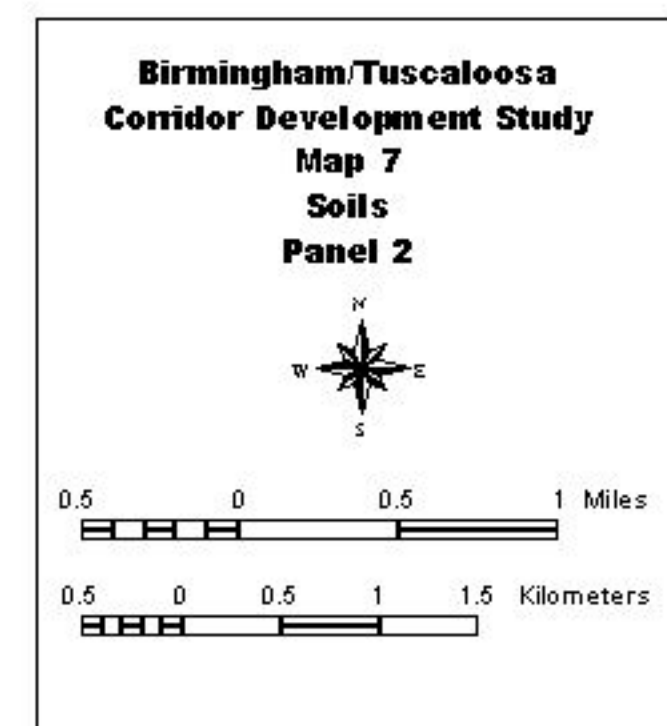 Birmingham/Tuscaloosa
Corridor Development Study
Map 7
Soils
Panel 2
N
W E
S
0.5 0 0.5 1 Miles
0.5 0 0.5 1 1.5 Kilometers